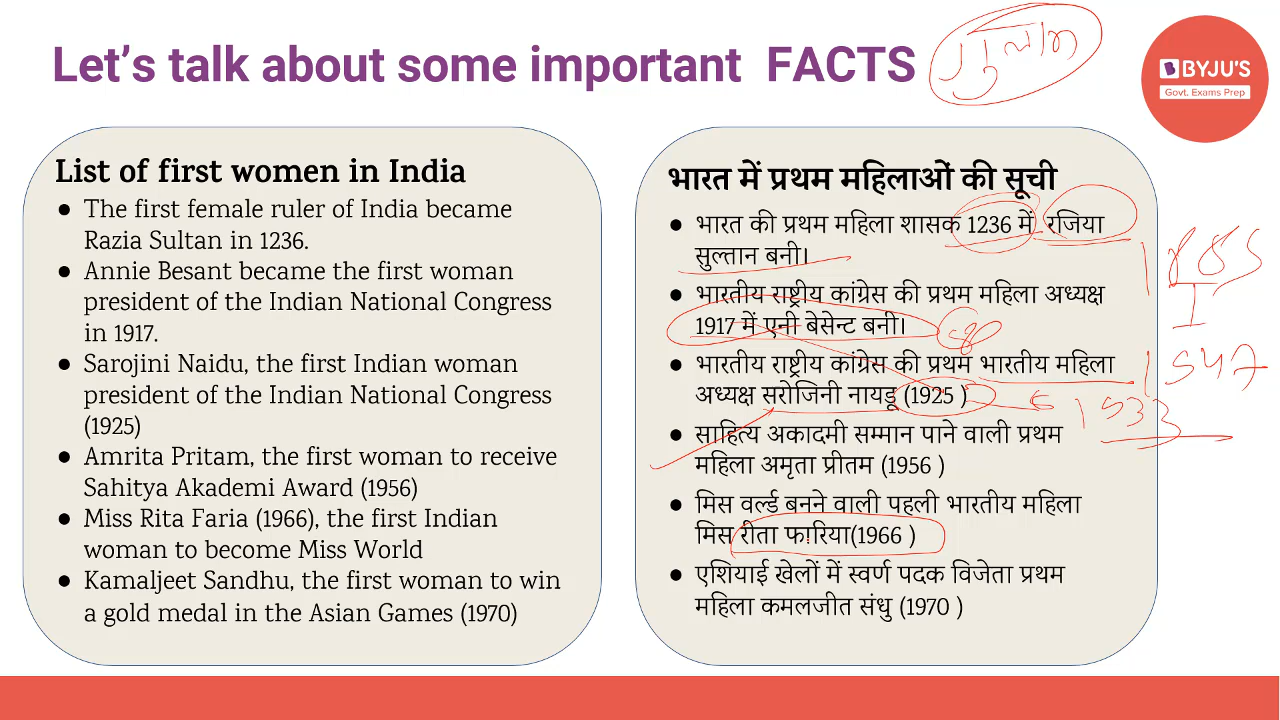 Let's talk about some important FACTS
गुलाम
BYJU'S
Govt. Exams Prep
List of first women in India
● The first female ruler of India became
Razia Sultan in 1236.
● Annie Besant became the first woman
president of the Indian National Congress
in 1917.
● Sarojini Naidu, the first Indian woman
president of the Indian National Congress
(1925)
● Amrita Pritam, the first woman to receive
Sahitya Akademi Award (1956)
● Miss Rita Faria (1966), the first Indian
woman to become Miss World
● Kamaljeet Sandhu, the first woman to win
a gold medal in the Asian Games (1970)
भारत में प्रथम महिलाओं की सूची
● भारत की प्रथम महिला शासक 1236 में रजिया
सुल्तान बनी।
● भारतीय राष्ट्रीय कांग्रेस की प्रथम महिला अध्यक्ष
1917 में एनी बेसेन्ट बनी।
● भारतीय राष्ट्रीय कांग्रेस की प्रथम भारतीय महिला
अध्यक्ष सरोजिनी नायडू (1925 )
● साहित्य अकादमी सम्मान पाने वाली प्रथम
महिला अमृता प्रीतम (1956 )
● मिस वर्ल्ड बनने वाली पहली भारतीय महिला
मिस रीता फारिया(1966 )
● एशियाई खेलों में स्वर्ण पदक विजेता प्रथम
महिला कमलजीत संधु (1970 )
1885
1947
1933